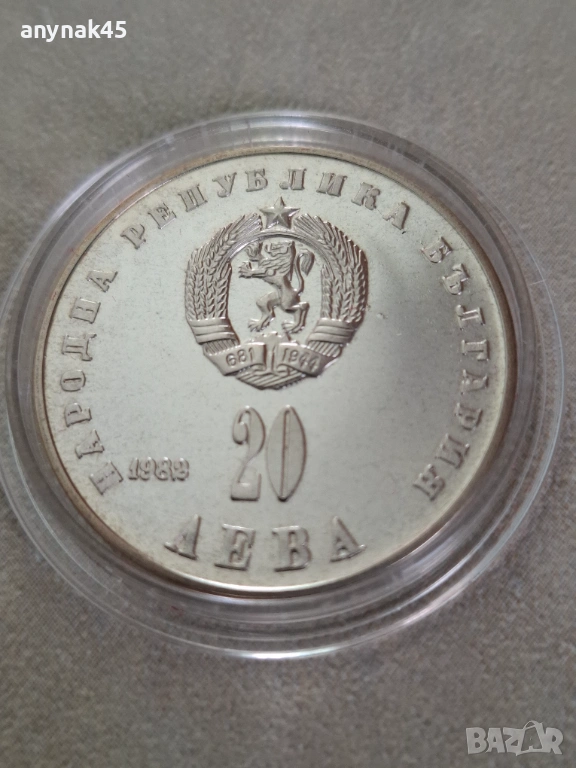 anynak45
НАРОДНА РЕПУБЛИКА БЪЛГАРИЯ
681 1944
1989
20
ЛЕВА
BAZAR